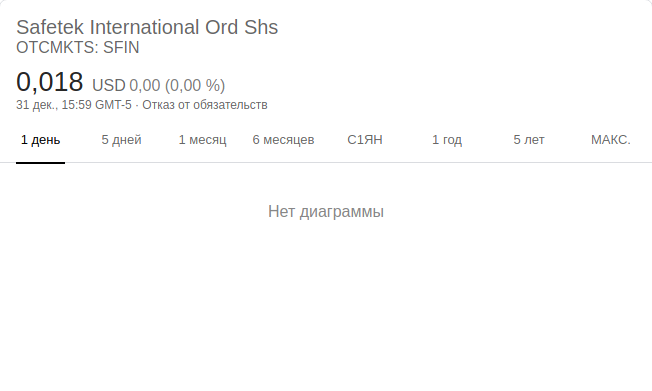 Safetek International Ord Shs
OTCMKTS: SFIN
0,018 USD 0,00 (0,00 %)
31 дек., 15:59 GMT-5 · Отказ от обязательств
1 день 5 дней 1 месяц 6 месяцев С1ЯН 1 год 5 лет МАКС.
Нет диаграммы